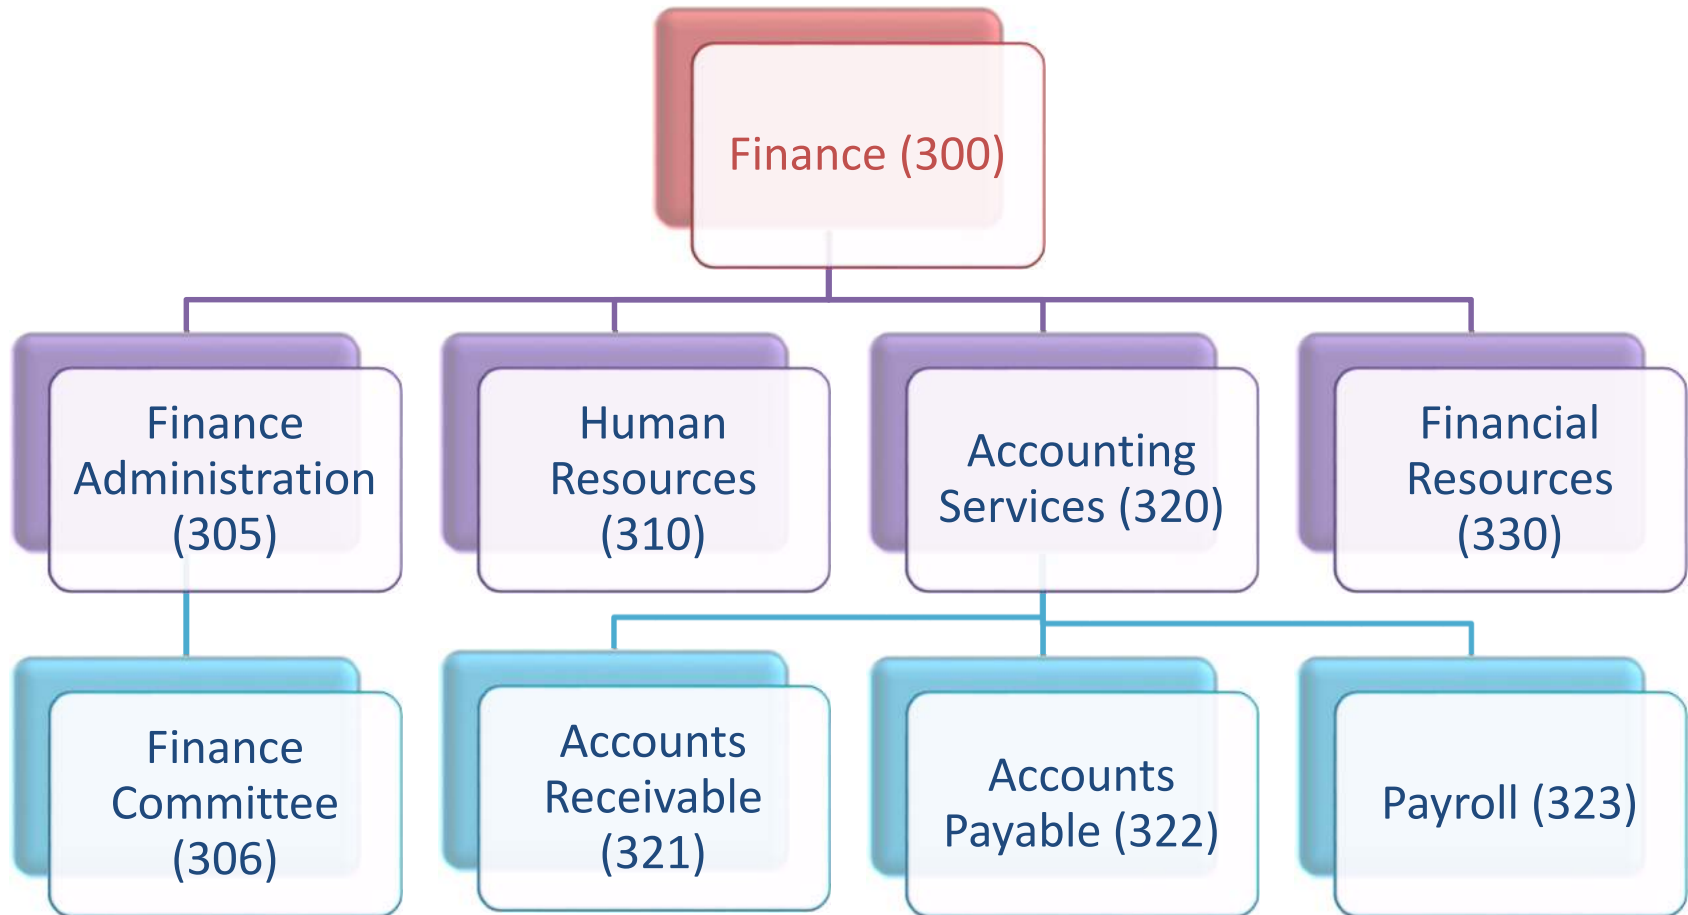 Finance (300)
Finance
Administration
(305)
Human
Resources
(310)
Accounting
Services (320)
Financial
Resources
(330)
Finance
Committee
(306)
Accounts
Receivable
(321)
Accounts
Payable (322)
Payroll (323)